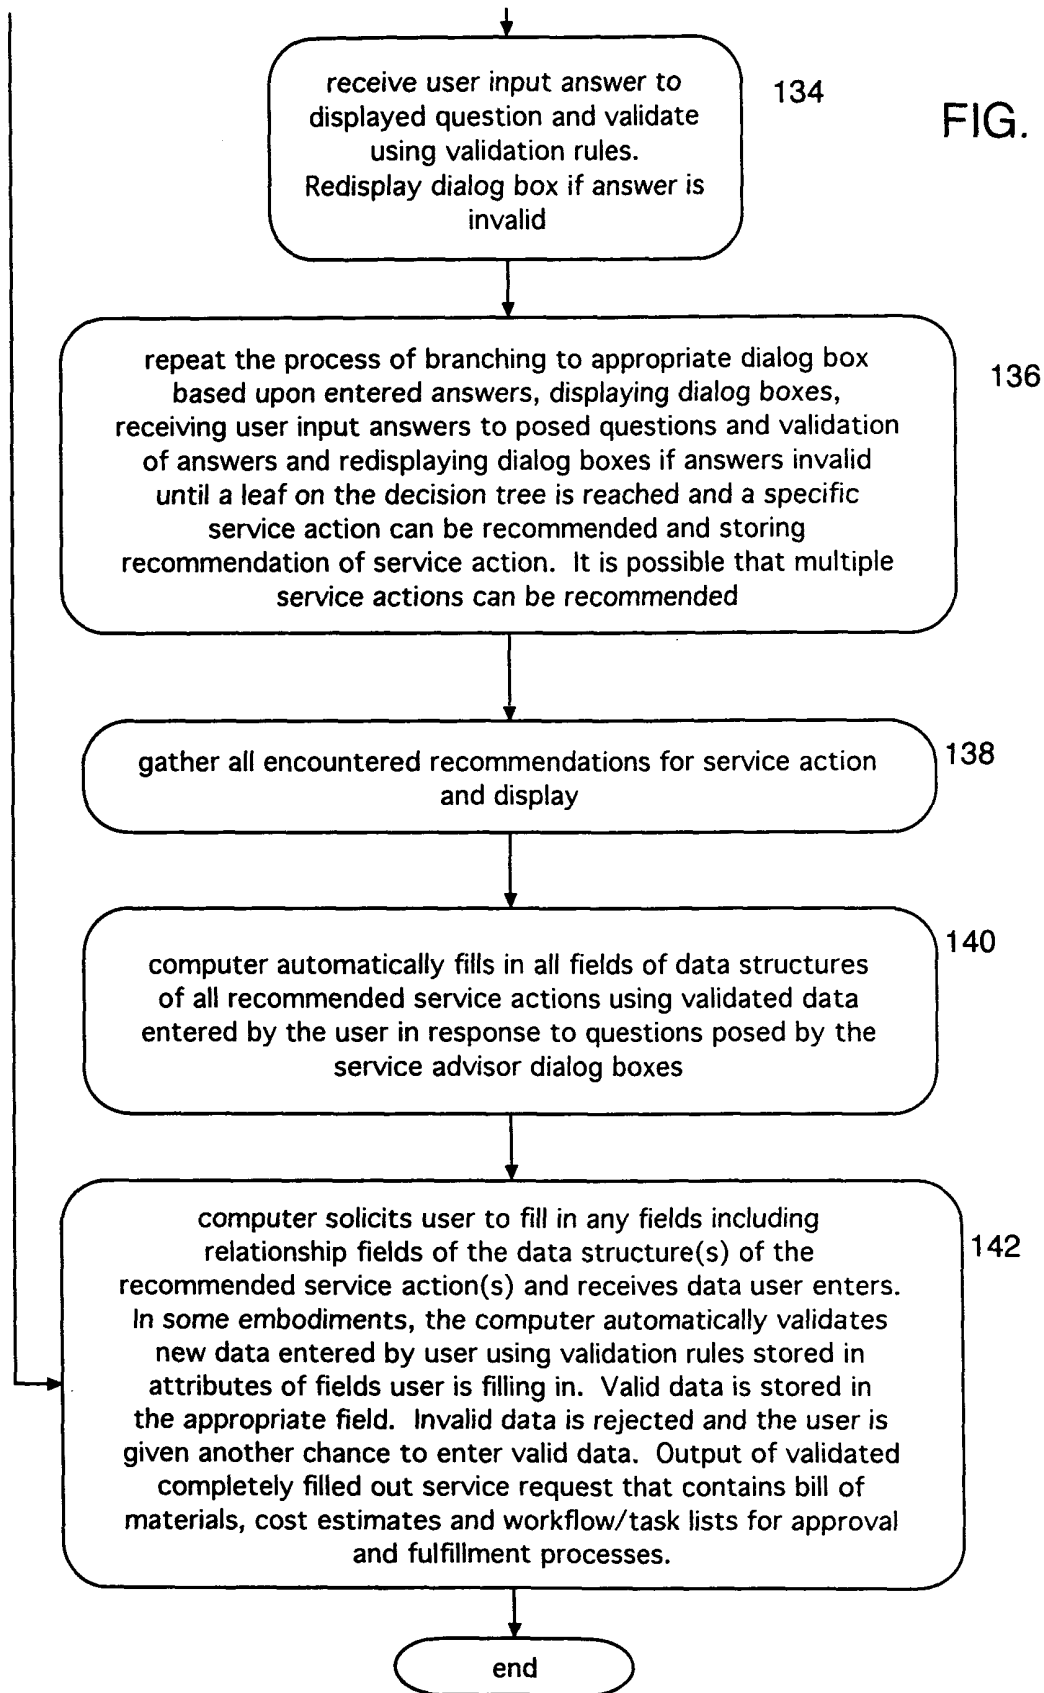 receive user input answer to
displayed question and validate
using validation rules.
Redisplay dialog box if answer is
invalid
134
FIG.
repeat the process of branching to appropriate dialog box
based upon entered answers, displaying dialog boxes,
receiving user input answers to posed questions and validation
of answers and redisplaying dialog boxes if answers invalid
until a leaf on the decision tree is reached and a specific
service action can be recommended and storing
recommendation of service action. It is possible that multiple
service actions can be recommended
136
gather all encountered recommendations for service action
and display
138
computer automatically fills in all fields of data structures
of all recommended service actions using validated data
entered by the user in response to questions posed by the
service advisor dialog boxes
140
computer solicits user to fill in any fields including
relationship fields of the data structure(s) of the
recommended service action(s) and receives data user enters.
In some embodiments, the computer automatically validates
new data entered by user using validation rules stored in
attributes of fields user is filling in. Valid data is stored in
the appropriate field. Invalid data is rejected and the user is
given another chance to enter valid data. Output of validated
completely filled out service request that contains bill of
materials, cost estimates and workflow/task lists for approval
and fulfillment processes.
142
end